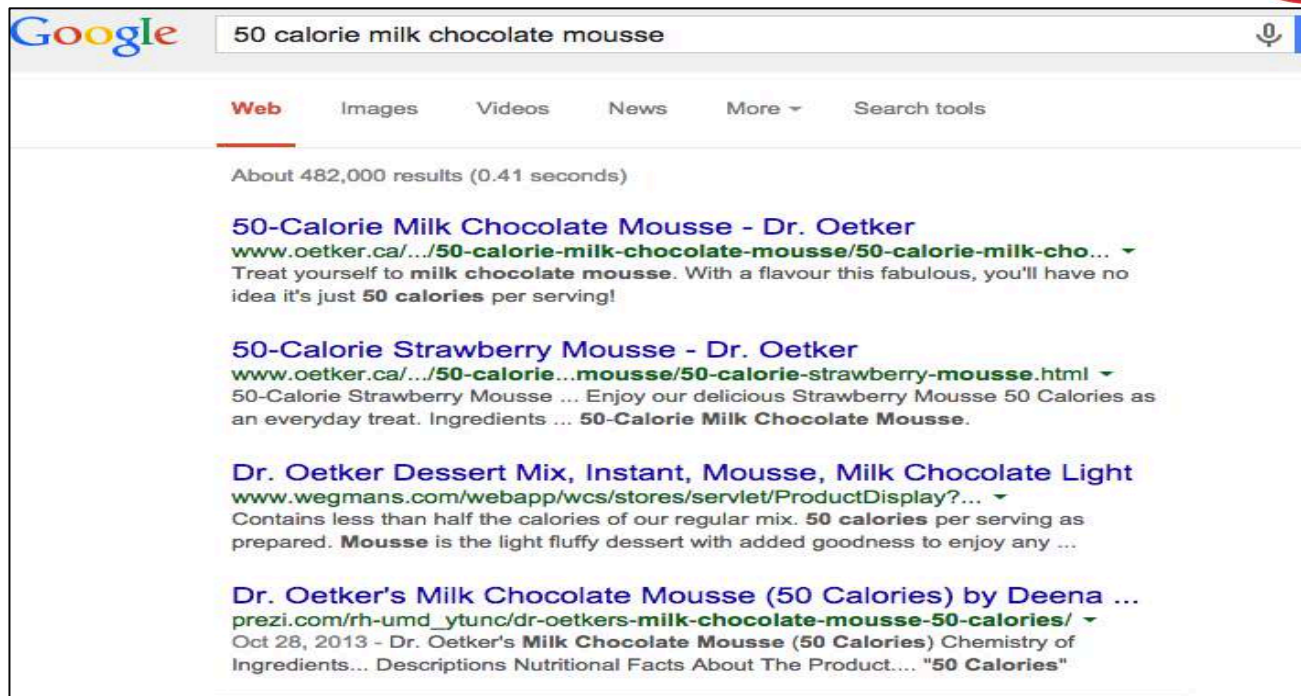 Google
50 calorie milk chocolate mousse
Web Images Videos News More Search tools
About 482,000 results (0.41 seconds)
50-Calorie Milk Chocolate Mousse - Dr. Oetker
www.oetker.ca/.../50-calorie-milk-chocolate-mousse/50-calorie-milk-cho...
Treat yourself to milk chocolate mousse. With a flavour this fabulous, you'll have no
idea it's just 50 calories per serving!
50-Calorie Strawberry Mousse - Dr. Oetker
www.oetker.ca/.../50-calorie...mousse/50-calorie-strawberry-mousse.html
50-Calorie Strawberry Mousse ... Enjoy our delicious Strawberry Mousse 50 Calories as
an everyday treat. Ingredients ... 50-Calorie Milk Chocolate Mousse.
Dr. Oetker Dessert Mix, Instant, Mousse, Milk Chocolate Light
www.wegmans.com/webapp/wcs/stores/servlet/ProductDisplay?...
Contains less than half the calories of our regular mix. 50 calories per serving as
prepared. Mousse is the light fluffy dessert with added goodness to enjoy any ...
Dr. Oetker's Milk Chocolate Mousse (50 Calories) by Deena ...
prezi.com/rh-umd_ytunc/dr-oetkers-milk-chocolate-mousse-50-calories/
Oct 28, 2013 - Dr. Oetker's Milk Chocolate Mousse (50 Calories) Chemistry of
Ingredients... Descriptions Nutritional Facts About The Product.... "50 Calories"